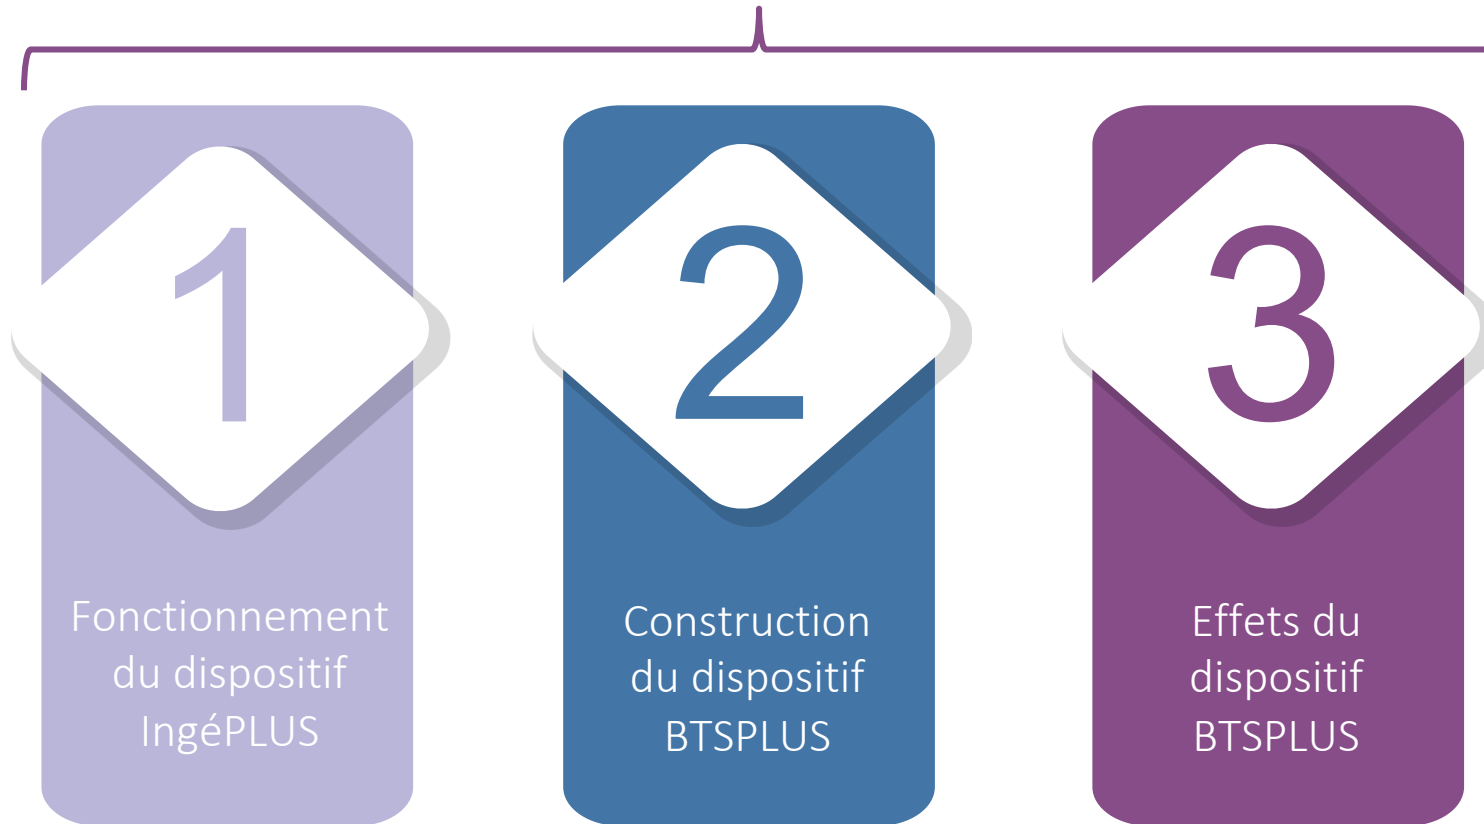 1
Fonctionnement
du dispositif
IngéPLUS
2
Construction
du dispositif
BTSPLUS
3
Effets du
dispositif
BTSPLUS